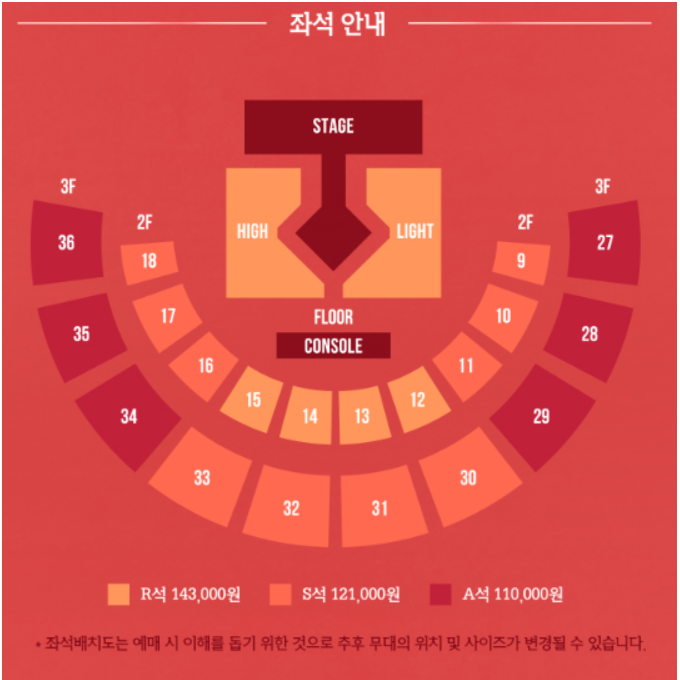 좌석 안내
STAGE
3F
3F
2F
2F
36
HIGH
LIGHT
27
18
9
17
10
FLOOR
35
28
CONSOLE
16
11
15
12
34
14
13
29
33
30
32
31
R석 143,000원
S석 121,000원
A석 110,000원
* 좌석배치도는 예매 시 이해를 돕기 위한 것으로 추후 무대의 위치 및 사이즈가 변경될 수 있습니다.